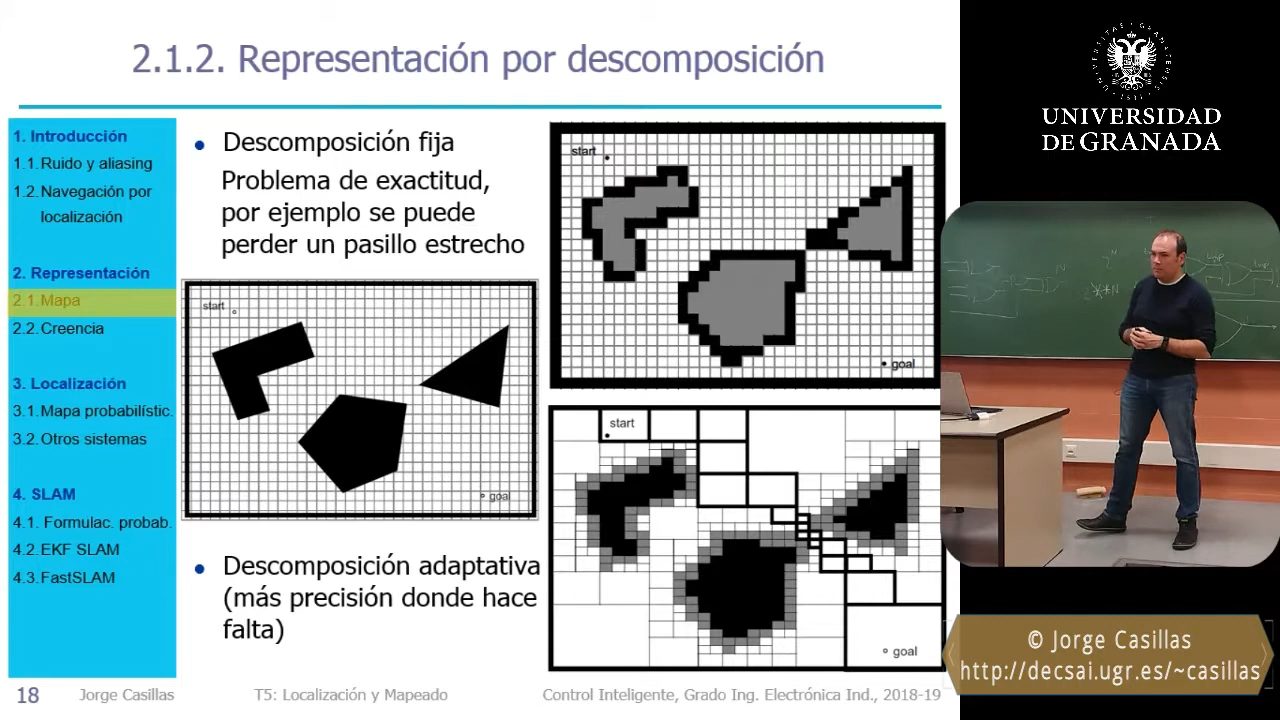 2.1.2. Representación por descomposición
1. Introducción
1.1. Ruido y aliasing
1.2. Navegación por
localización
2. Representación
2.1. Mapa
2.2. Creencia
3. Localización
3.1. Mapa probabilístic.
3.2. Otros sistemas
4. SLAM
4.1. Formulac. probab.
4.2. EKF SLAM
4.3. FastSLAM
• Descomposición fija
Problema de exactitud,
por ejemplo se puede
perder un pasillo estrecho
start
goal
• Descomposición adaptativa
(más precisión donde hace
falta)
start
goal
start
goal
18
Jorge Casillas
T5: Localización y Mapeado
Control Inteligente, Grado Ing. Electrónica Ind., 2018-19
UNIVERSIDAD
DE GRANADA
© Jorge Casillas
http://decsai.ugr.es/~casillas